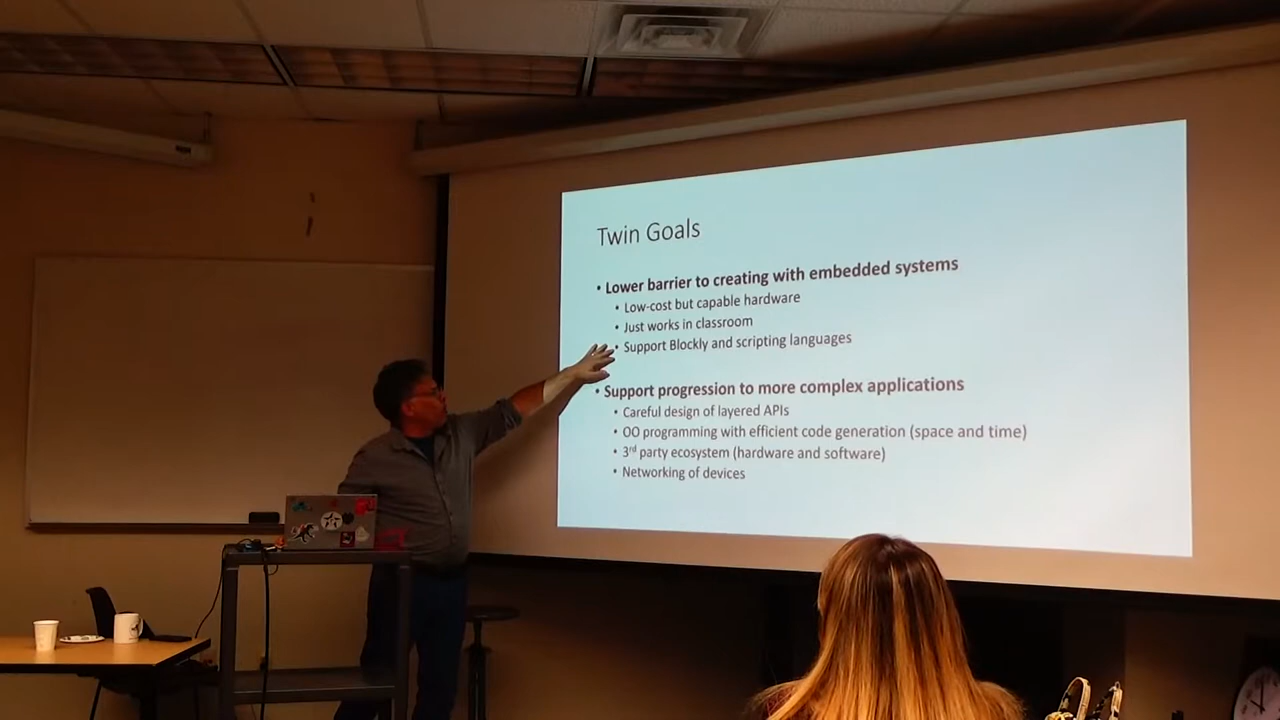 Twin Goals
• Lower barrier to creating with embedded systems
• Low-cost but capable hardware
• Just works in classroom
• Support Blockly and scripting languages
• Support progression to more complex applications
• Careful design of layered APIs
• OO programming with efficient code generation (space and time)
• 3rd party ecosystem (hardware and software)
• Networking of devices